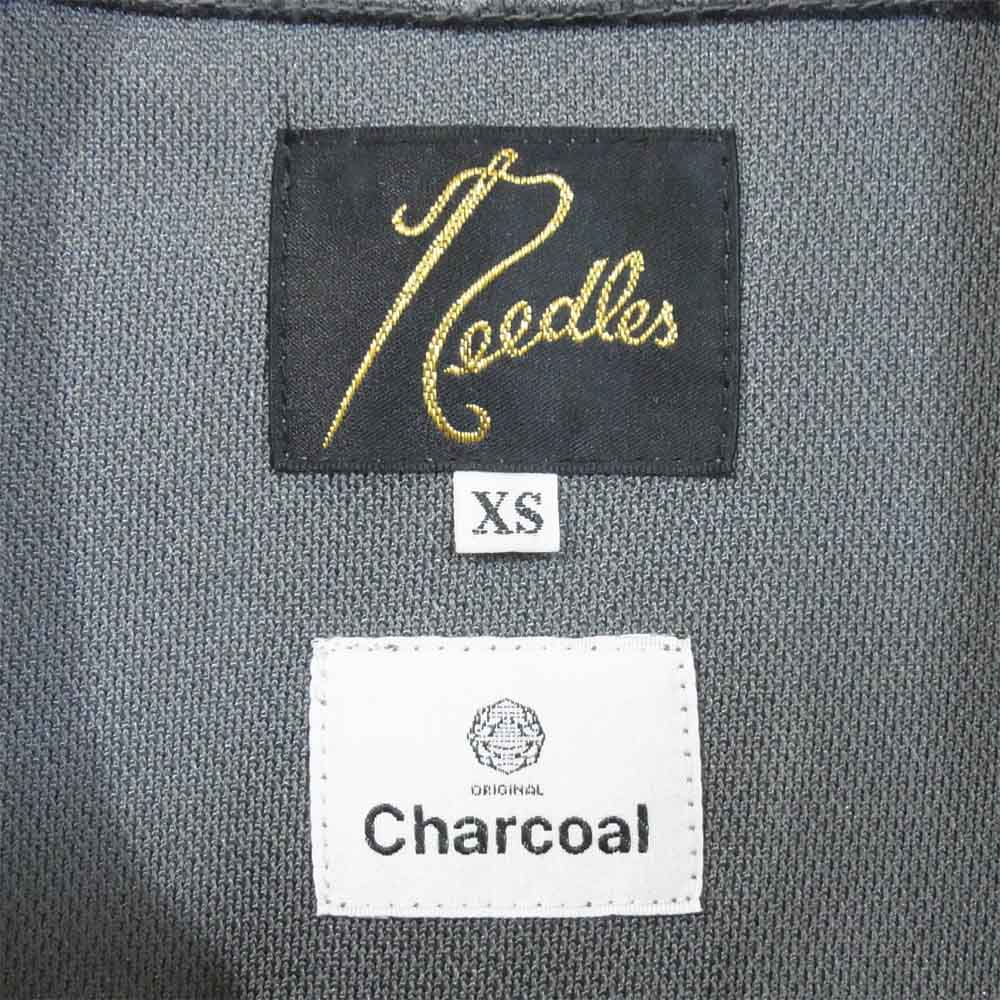 Needles
XS
ORIGINAL
Charcoal